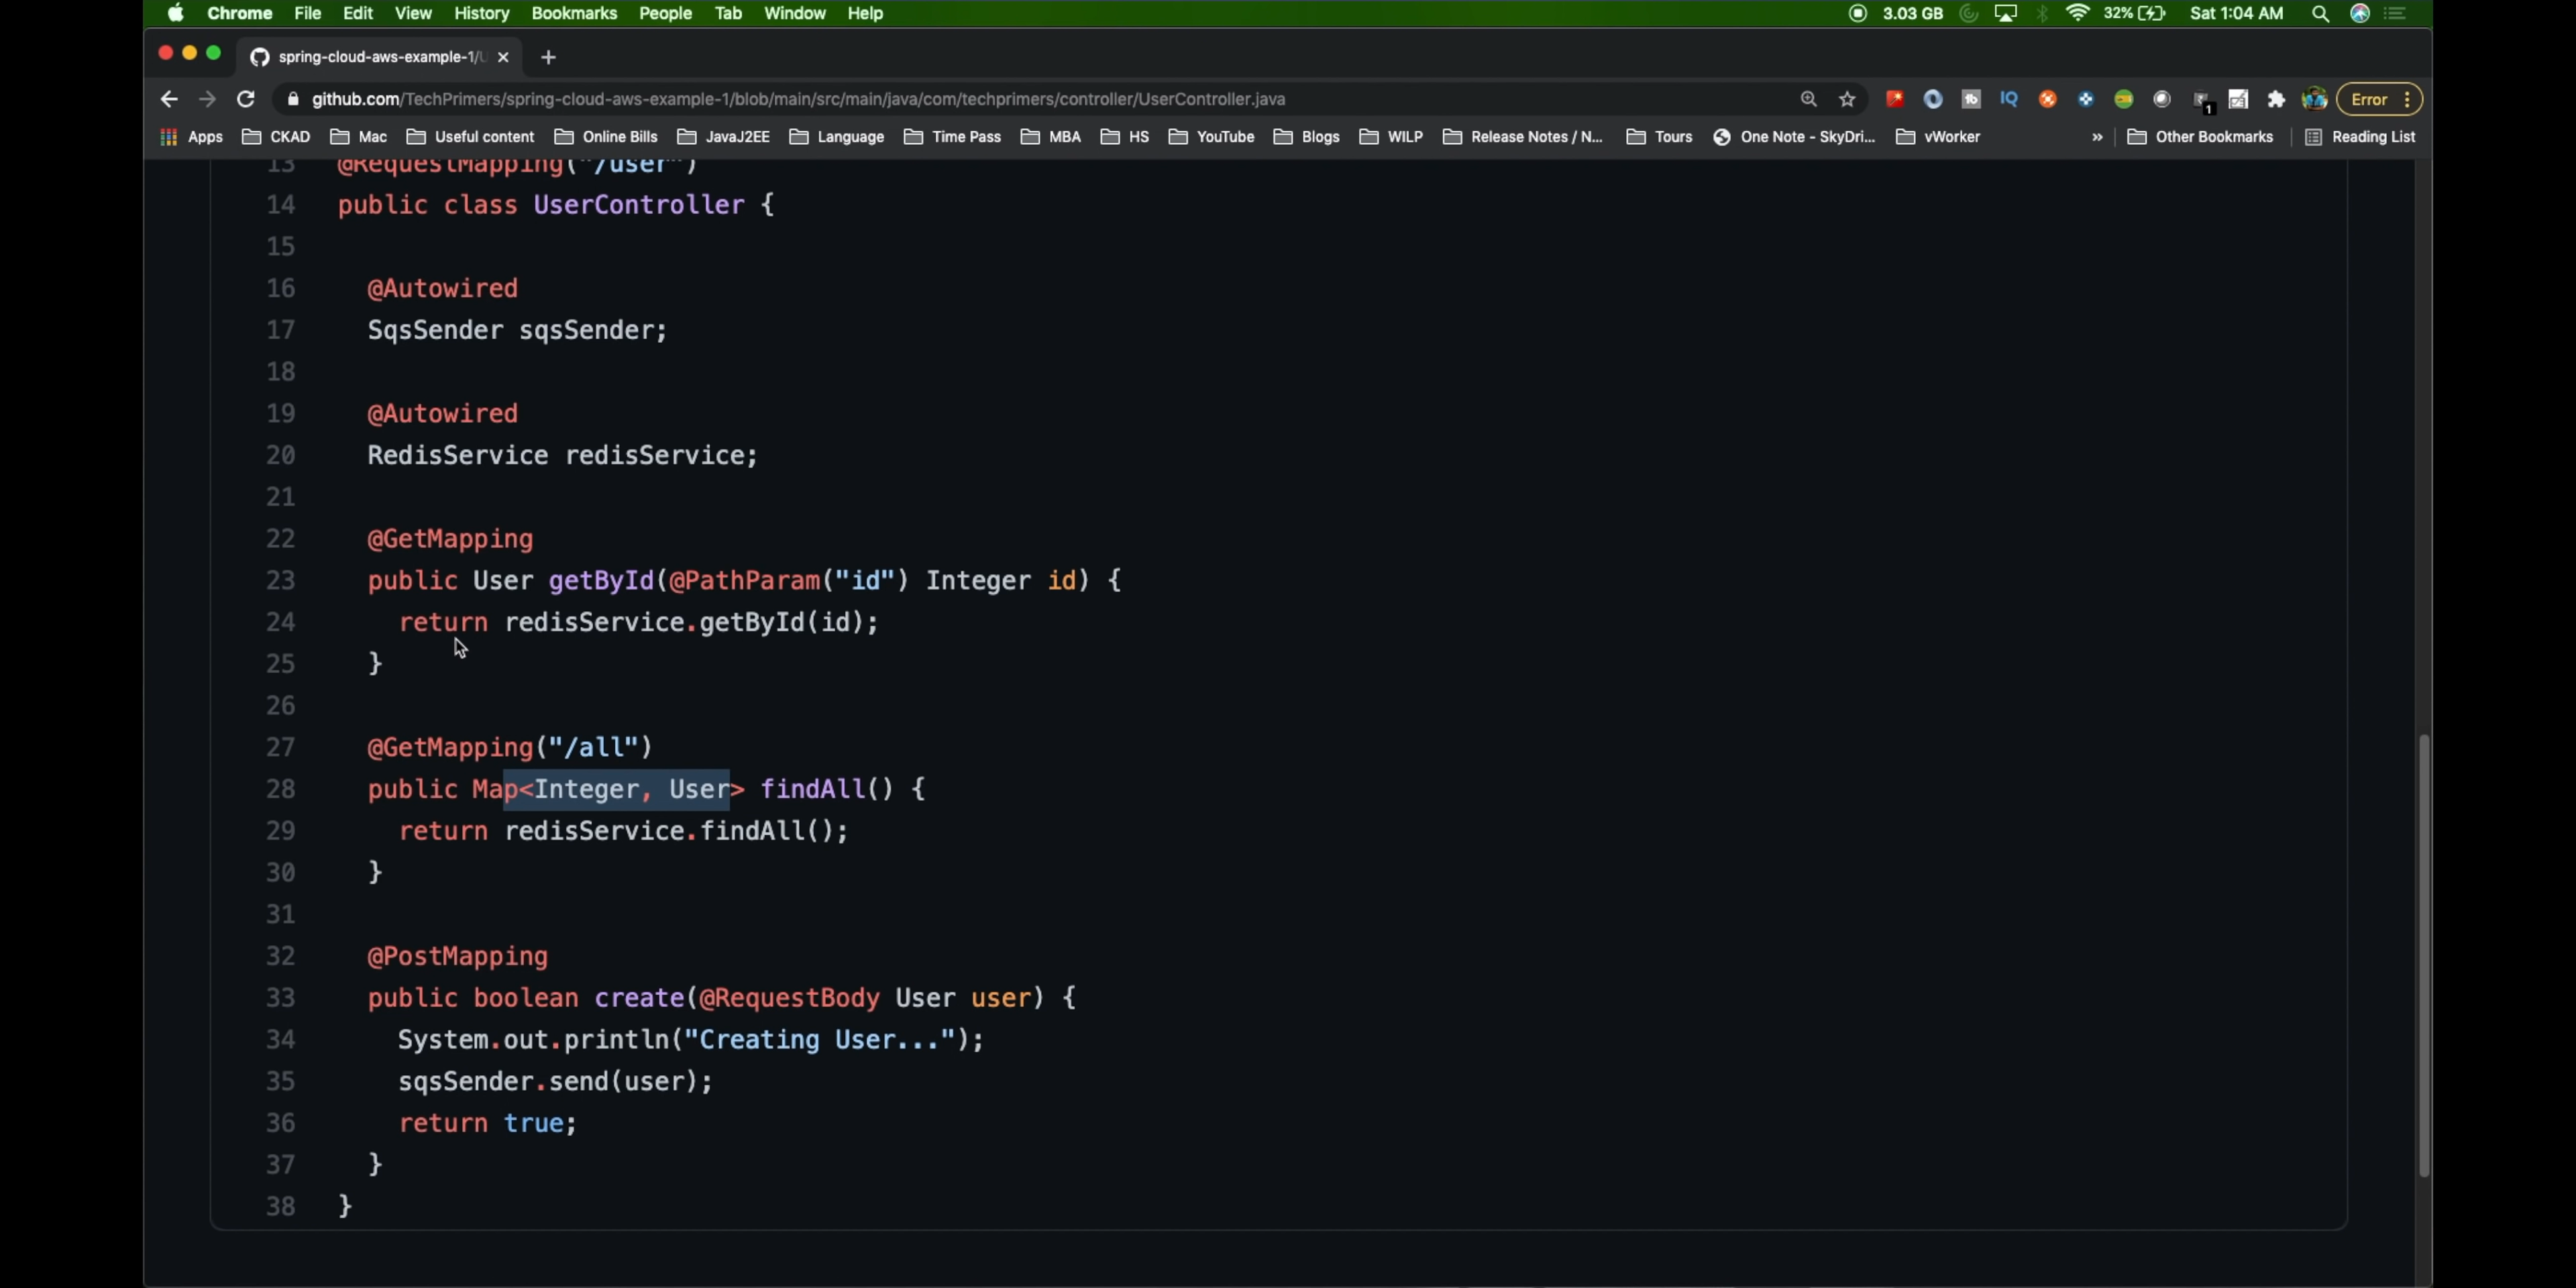 Chrome File Edit View History Bookmarks People Tab Window Help 3.03 GB 32% Sat 1:04 AM
spring-cloud-aws-example-1/U
github.com/TechPrimers/spring-cloud-aws-example-1/blob/main/src/main/java/com/techprimers/controller/UserController.java IQ 1 Error
Apps CKAD Mac Useful content Online Bills JavaJ2EE Language Time Pass MBA HS YouTube Blogs WILP Release Notes / N... Tours One Note - SkyDri... vWorker » Other Bookmarks Reading List
13 @RequestMapping("/user")
14 public class UserController {
15
16 @Autowired
17 SqsSender sqsSender;
18
19 @Autowired
20 RedisService redisService;
21
22 @GetMapping
23 public User getById(@PathParam("id") Integer id) {
24 return redisService.getById(id);
25 }
26
27 @GetMapping("/all")
28 public Map<Integer, User> findAll() {
29 return redisService.findAll();
30 }
31
32 @PostMapping
33 public boolean create(@RequestBody User user) {
34 System.out.println("Creating User...");
35 sqsSender.send(user);
36 return true;
37 }
38 }